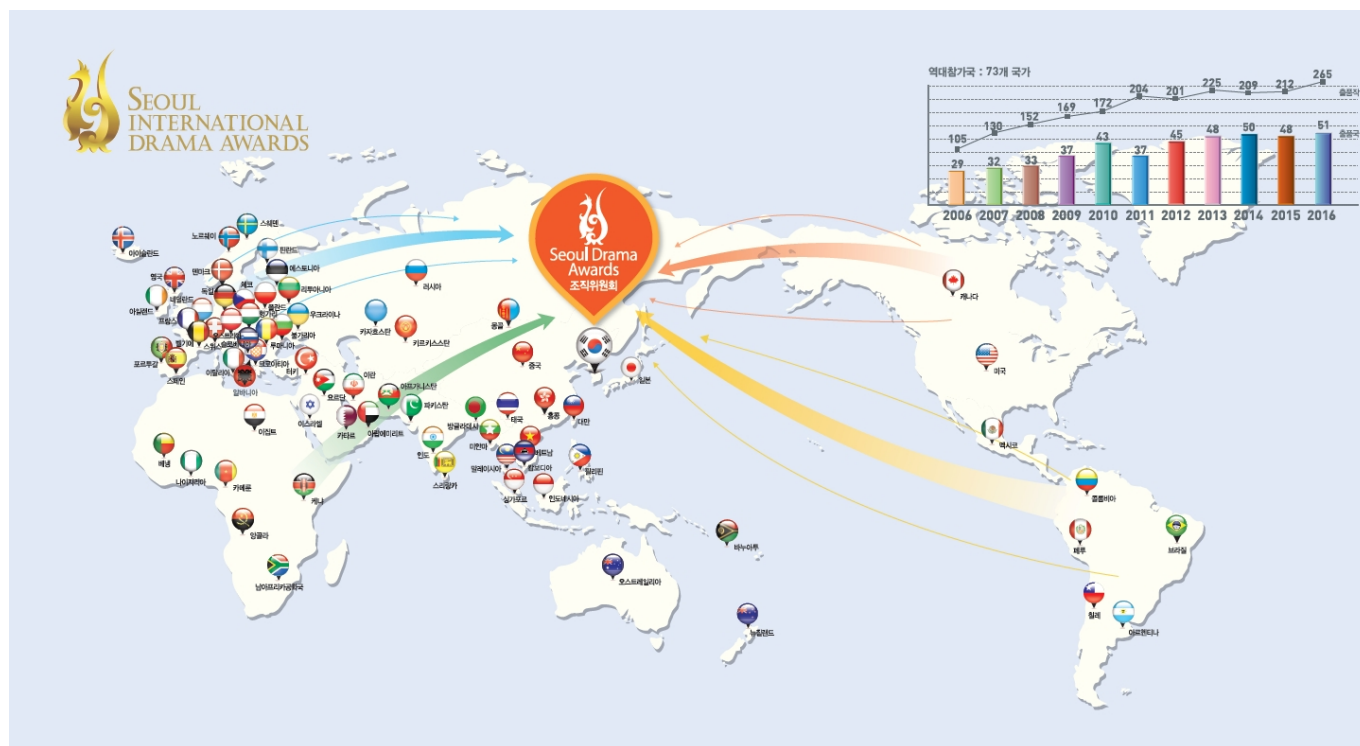 SEOUL
INTERNATIONAL
DRAMA AWARDS
역대참가국 : 73개 국가
265
225
204 201 209 212
169 172
152
130
105
출품작
출품국
29 32 33 37 43 37 45 48 50 48 51
2006 2007 2008 2009 2010 2011 2012 2013 2014 2015 2016
Seoul Drama
Awards
조직위원회
스웨덴
노르웨이
아이슬란드
핀란드
에스토니아
덴마크
영국
체코
독일
리투아니아
네덜란드
폴란드
아일랜드
헝가리
우크라이나
프랑스
불가리아
벨기에
루마니아
포르투갈
크로아티아
스페인
이탈리아
터키
알바니아
러시아
카자흐스탄
키르키스스탄
몽골
중국
일본
이란
요르단
아프가니스탄
이스라엘
파키스탄
카타르
아랍에미리트
이집트
방글라데시
태국
홍콩
대만
미얀마
베트남
인도
말레이시아
캄보디아
필리핀
스리랑카
싱가포르
인도네시아
베냉
나이지리아
카메룬
케냐
앙골라
남아프리카공화국
바누아투
오스트레일리아
뉴질랜드
캐나다
미국
멕시코
콜롬비아
페루
브라질
칠레
아르헨티나